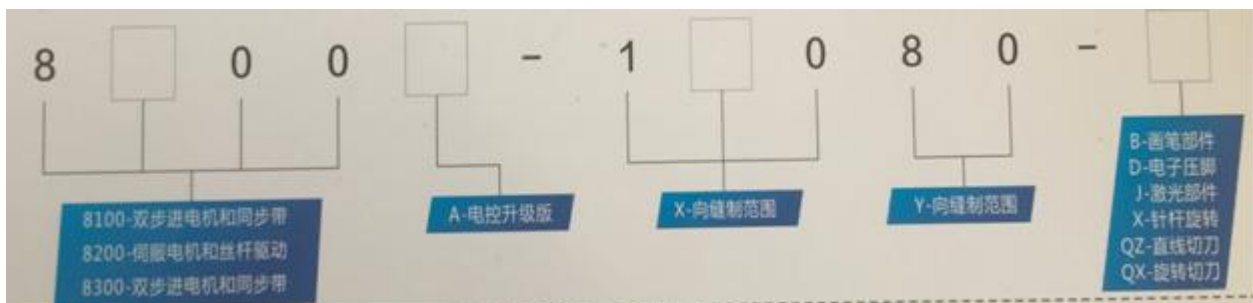 8 0 0 - 1 0 8 0 -
8100-双步进电机和同步带
8200-伺服电机和丝杆驱动
8300-双步进电机和同步带
A-电控升级版
X-向缝制范围
Y-向缝制范围
B-画笔部件
D-电子压脚
J-激光部件
X-针杆旋转
QZ-直线切刀
QX-旋转切刀